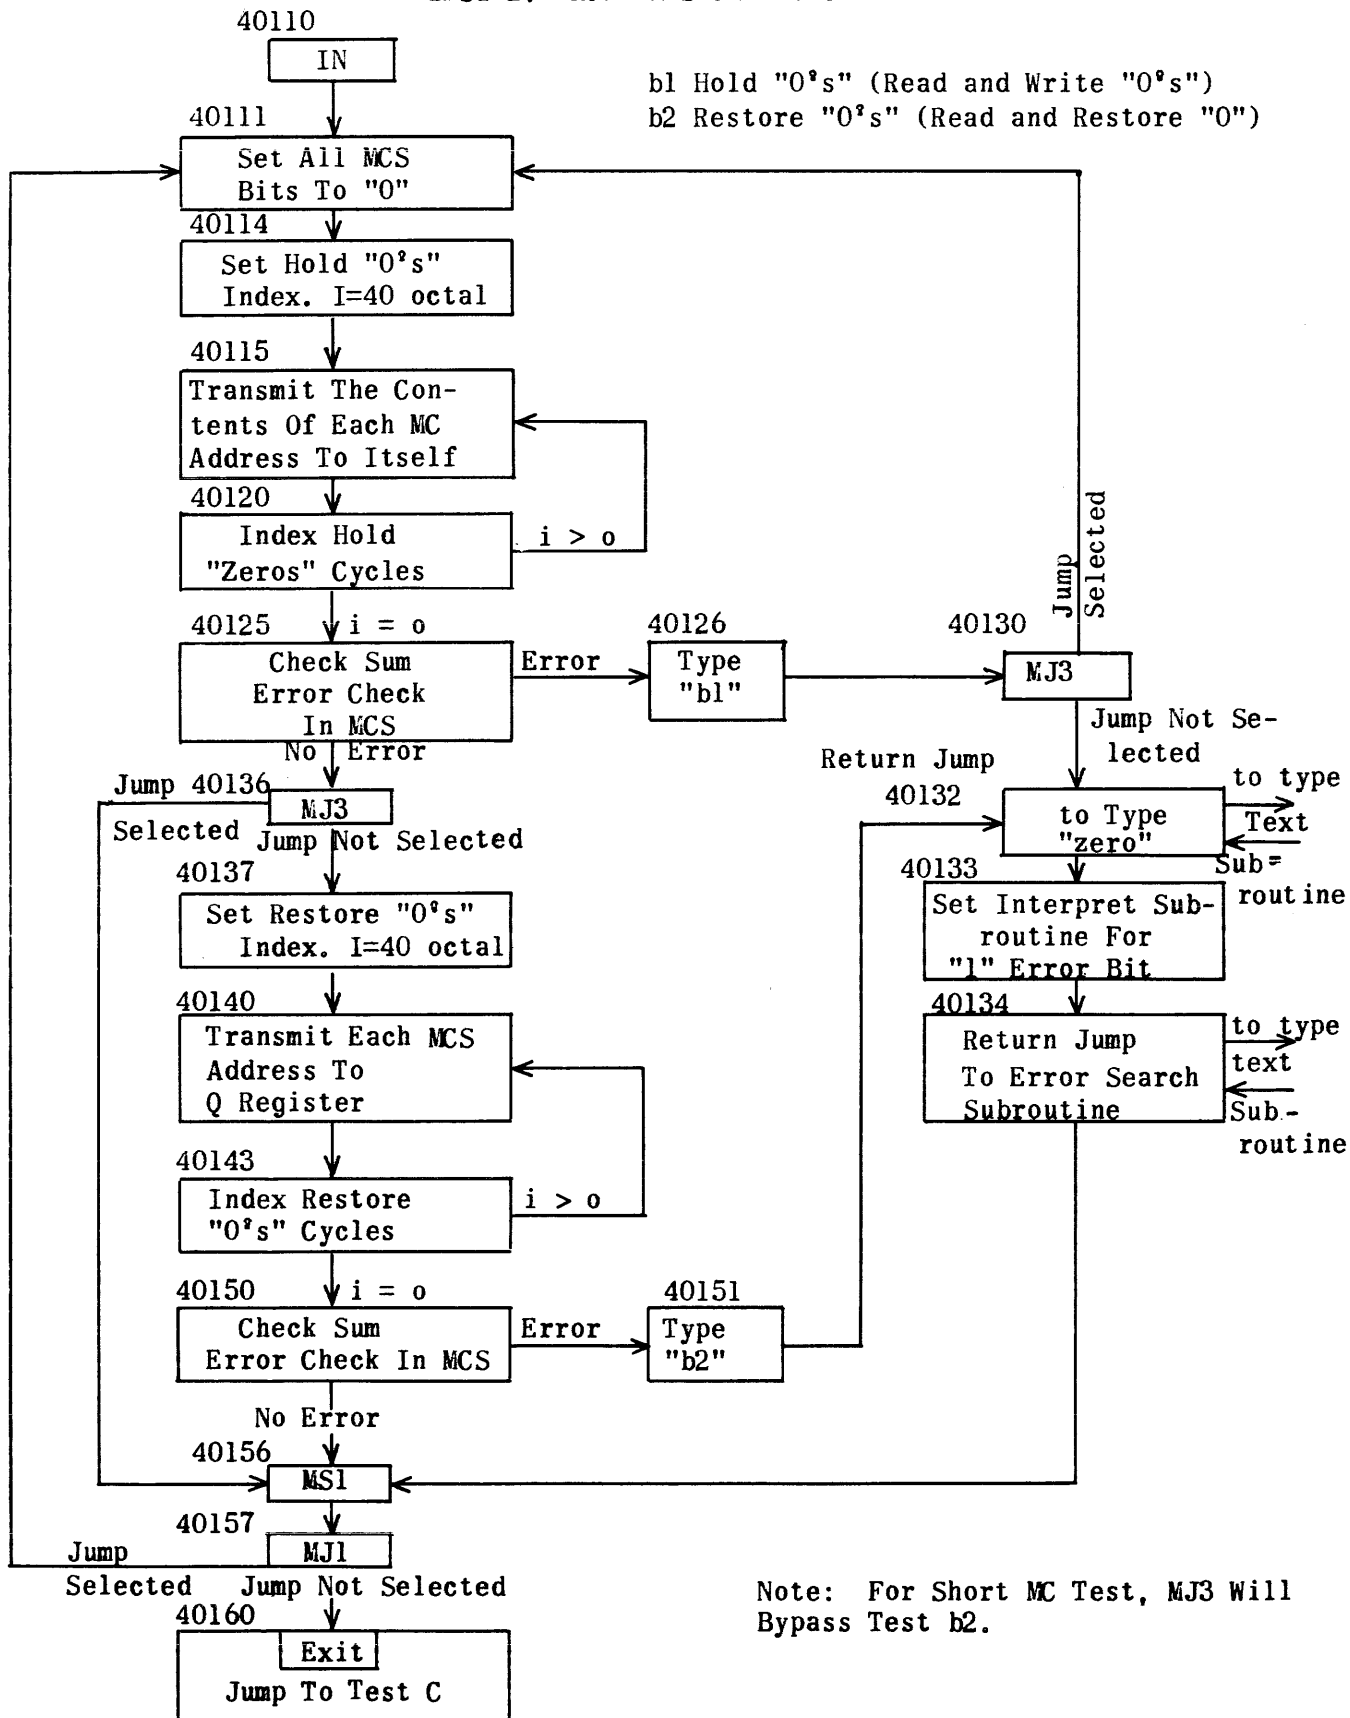 40110
IN
b1 Hold "O's" (Read and Write "O's")
b2 Restore "O's" (Read and Restore "O")
40111
Set All MCS
Bits To "O"
40114
Set Hold "O's"
Index. I=40 octal
40115
Transmit The Con-
tents Of Each MC
Address To Itself
40120
Index Hold
"Zeros" Cycles
i > o
i = o
40125
Check Sum
Error Check
In MCS
Error
40126
Type
"b1"
40130
MJ3
Jump
Selected
Jump Not Se-
lected
No Error
Jump
Selected
40136
MJ3
Jump Not Selected
Return Jump
40132
to Type
"zero"
to type
Text
Sub=
routine
40133
Set Interpret Sub-
routine For
"1" Error Bit
40134
Return Jump
To Error Search
Subroutine
to type
text
Sub-
routine
40137
Set Restore "O's"
Index. I=40 octal
40140
Transmit Each MCS
Address To
Q Register
40143
Index Restore
"O's" Cycles
i > o
i = o
40150
Check Sum
Error Check In MCS
Error
40151
Type
"b2"
No Error
40156
MS1
40157
MJ1
Jump
Selected
Jump Not Selected
40160
Exit
Jump To Test C
Note: For Short MC Test, MJ3 Will
Bypass Test b2.